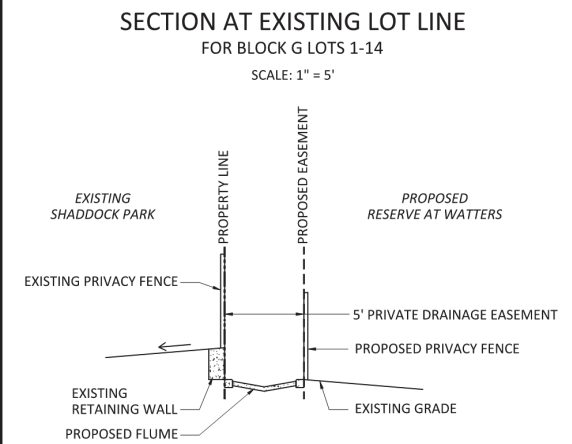 SECTION AT EXISTING LOT LINE
FOR BLOCK G LOTS 1-14
SCALE: 1" = 5'
PROPERTY LINE
PROPOSED EASEMENT
EXISTING
SHADDOCK PARK
PROPOSED
RESERVE AT WATTERS
EXISTING PRIVACY FENCE
5' PRIVATE DRAINAGE EASEMENT
PROPOSED PRIVACY FENCE
EXISTING
RETAINING WALL
EXISTING GRADE
PROPOSED FLUME